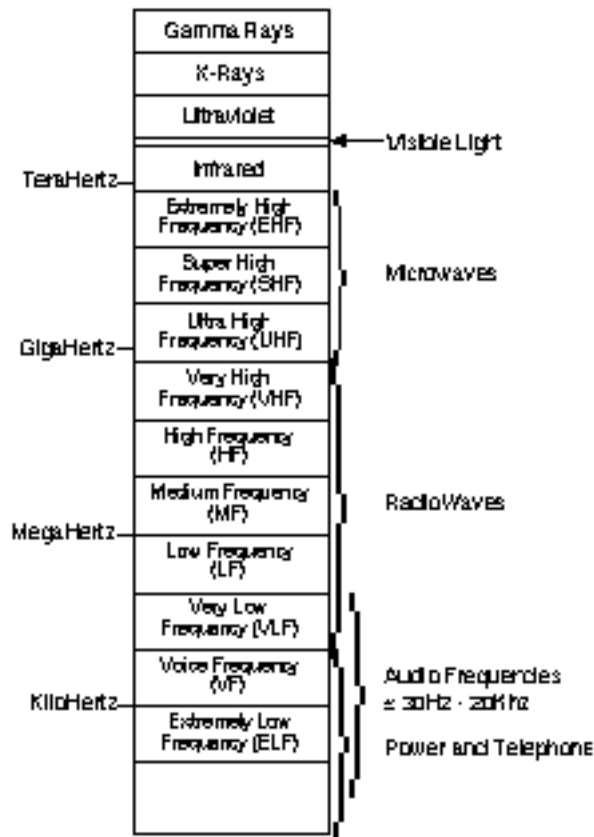 Gamma Rays
X-Rays
Ultraviolet
Visible Light
Infrared
TeraHertz
Extremely High
Frequency (EHF)
Super High
Frequency (SHF)
Microwaves
Ultra High
Frequency (UHF)
GigaHertz
Very High
Frequency (VHF)
High Frequency
(HF)
Medium Frequency
(MF)
RadioWaves
MegaHertz
Low Frequency
(LF)
Very Low
Frequency (VLF)
Voice Frequency
(VF)
Audio Frequencies
≤ 30Hz - 20Khz
KiloHertz
Extremely Low
Frequency (ELF)
Power and Telephone